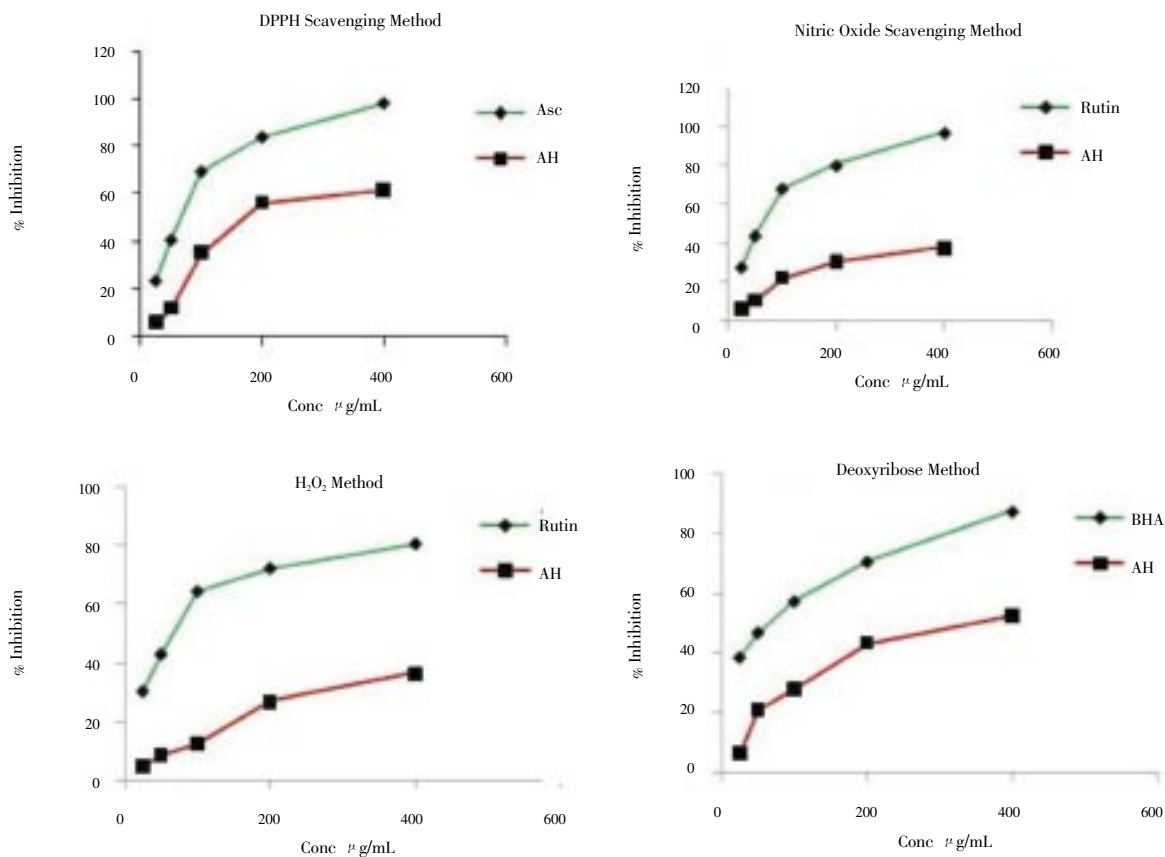 DPPH Scavenging Method
120
100
80
60
40
20
0
% Inhibition
0 200 400 600
Conc μg/mL
Asc
AH
Nitric Oxide Scavenging Method
120
100
80
60
40
20
0
% Inhibition
0 200 400 600
Conc μg/mL
Rutin
AH
H₂O₂ Method
100
80
60
40
20
0
% Inhibition
0 200 400 600
Conc μg/mL
Rutin
AH
Deoxyribose Method
100
80
60
40
20
0
% Inhibition
0 200 400 600
Conc μg/mL
BHA
AH